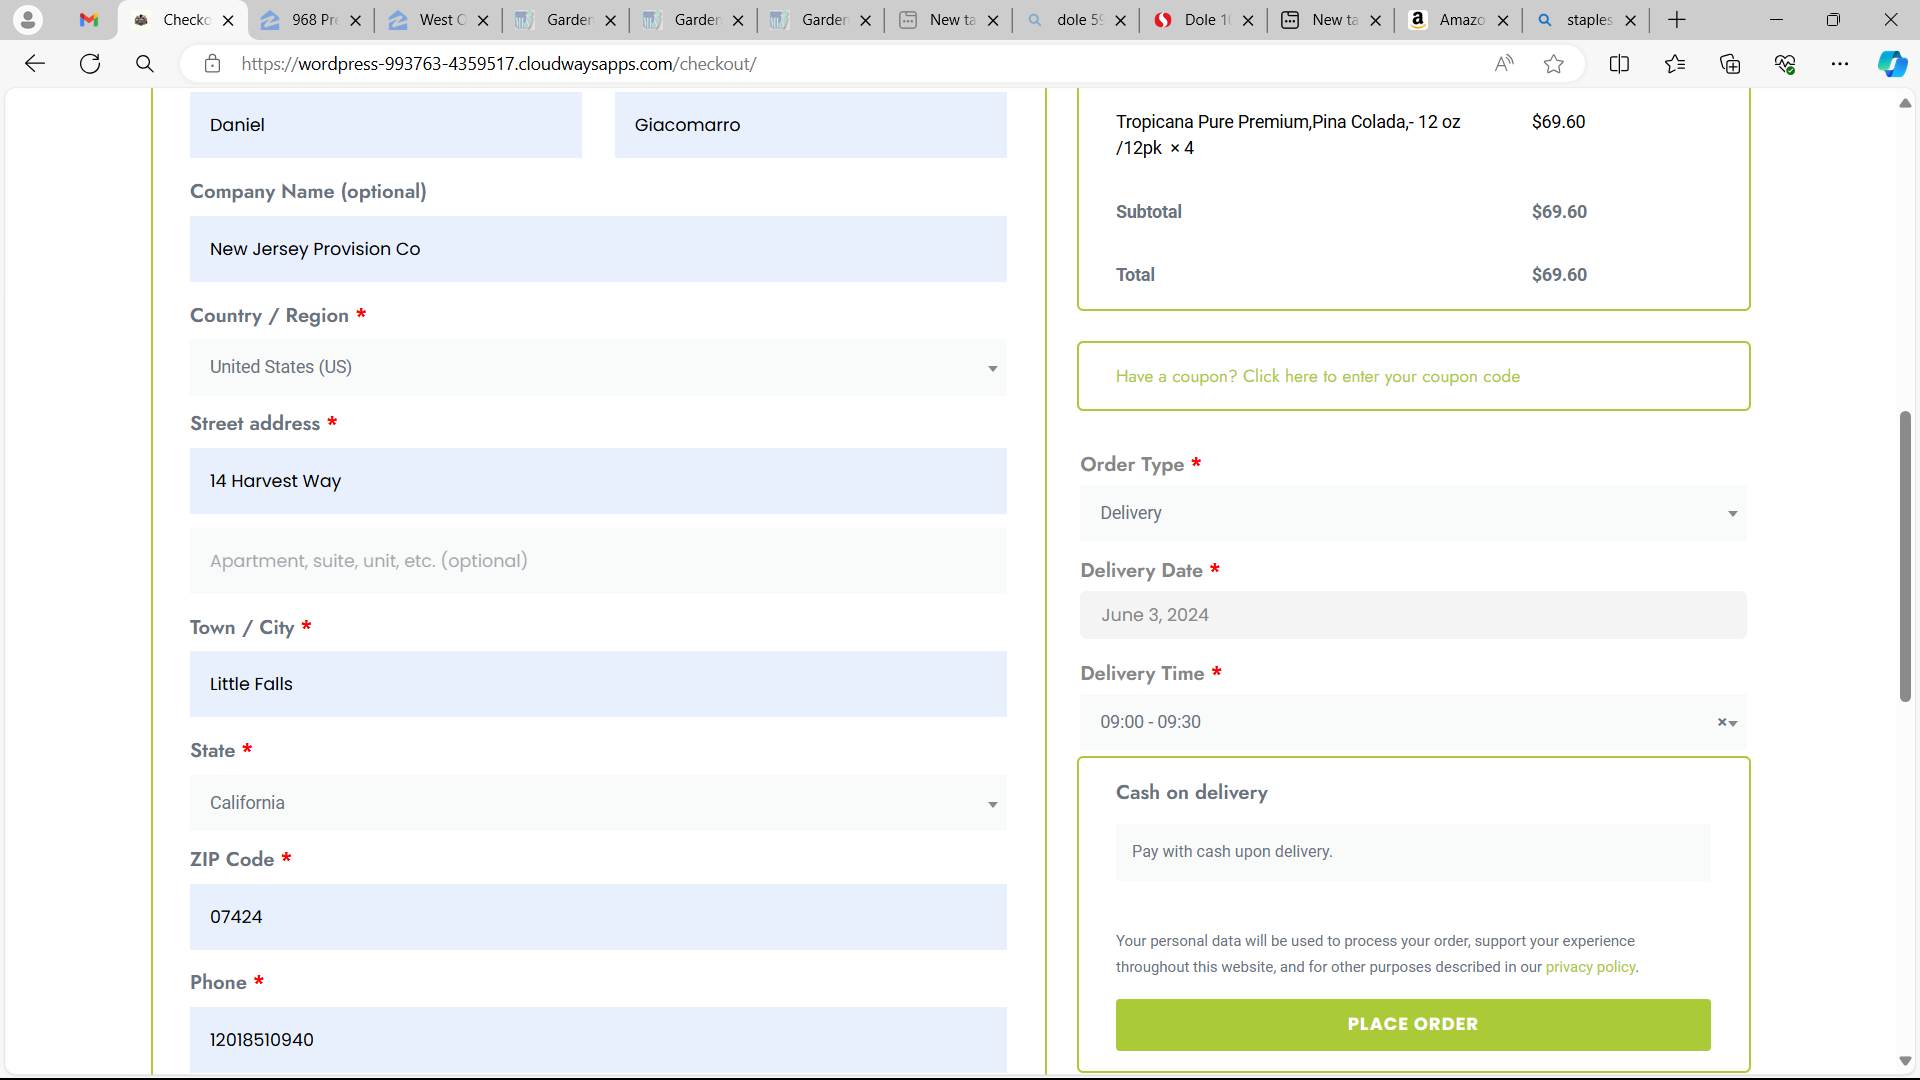 Checko
968 Pre
West O
Garden
Garden
Garden
New ta
dole 59
Dole 10
New ta
Amazo
staples
https://wordpress-993763-4359517.cloudwaysapps.com/checkout/
Daniel
Giacomarro
Company Name (optional)
New Jersey Provision Co
Country / Region *
United States (US)
Street address *
14 Harvest Way
Apartment, suite, unit, etc. (optional)
Town / City *
Little Falls
State *
California
ZIP Code *
07424
Phone *
12018510940
Tropicana Pure Premium,Pina Colada,- 12 oz
/12pk × 4
$69.60
Subtotal $69.60
Total $69.60
Have a coupon? Click here to enter your coupon code
Order Type *
Delivery
Delivery Date *
June 3, 2024
Delivery Time *
09:00 - 09:30
×
Cash on delivery
Pay with cash upon delivery.
Your personal data will be used to process your order, support your experience
throughout this website, and for other purposes described in our privacy policy.
PLACE ORDER